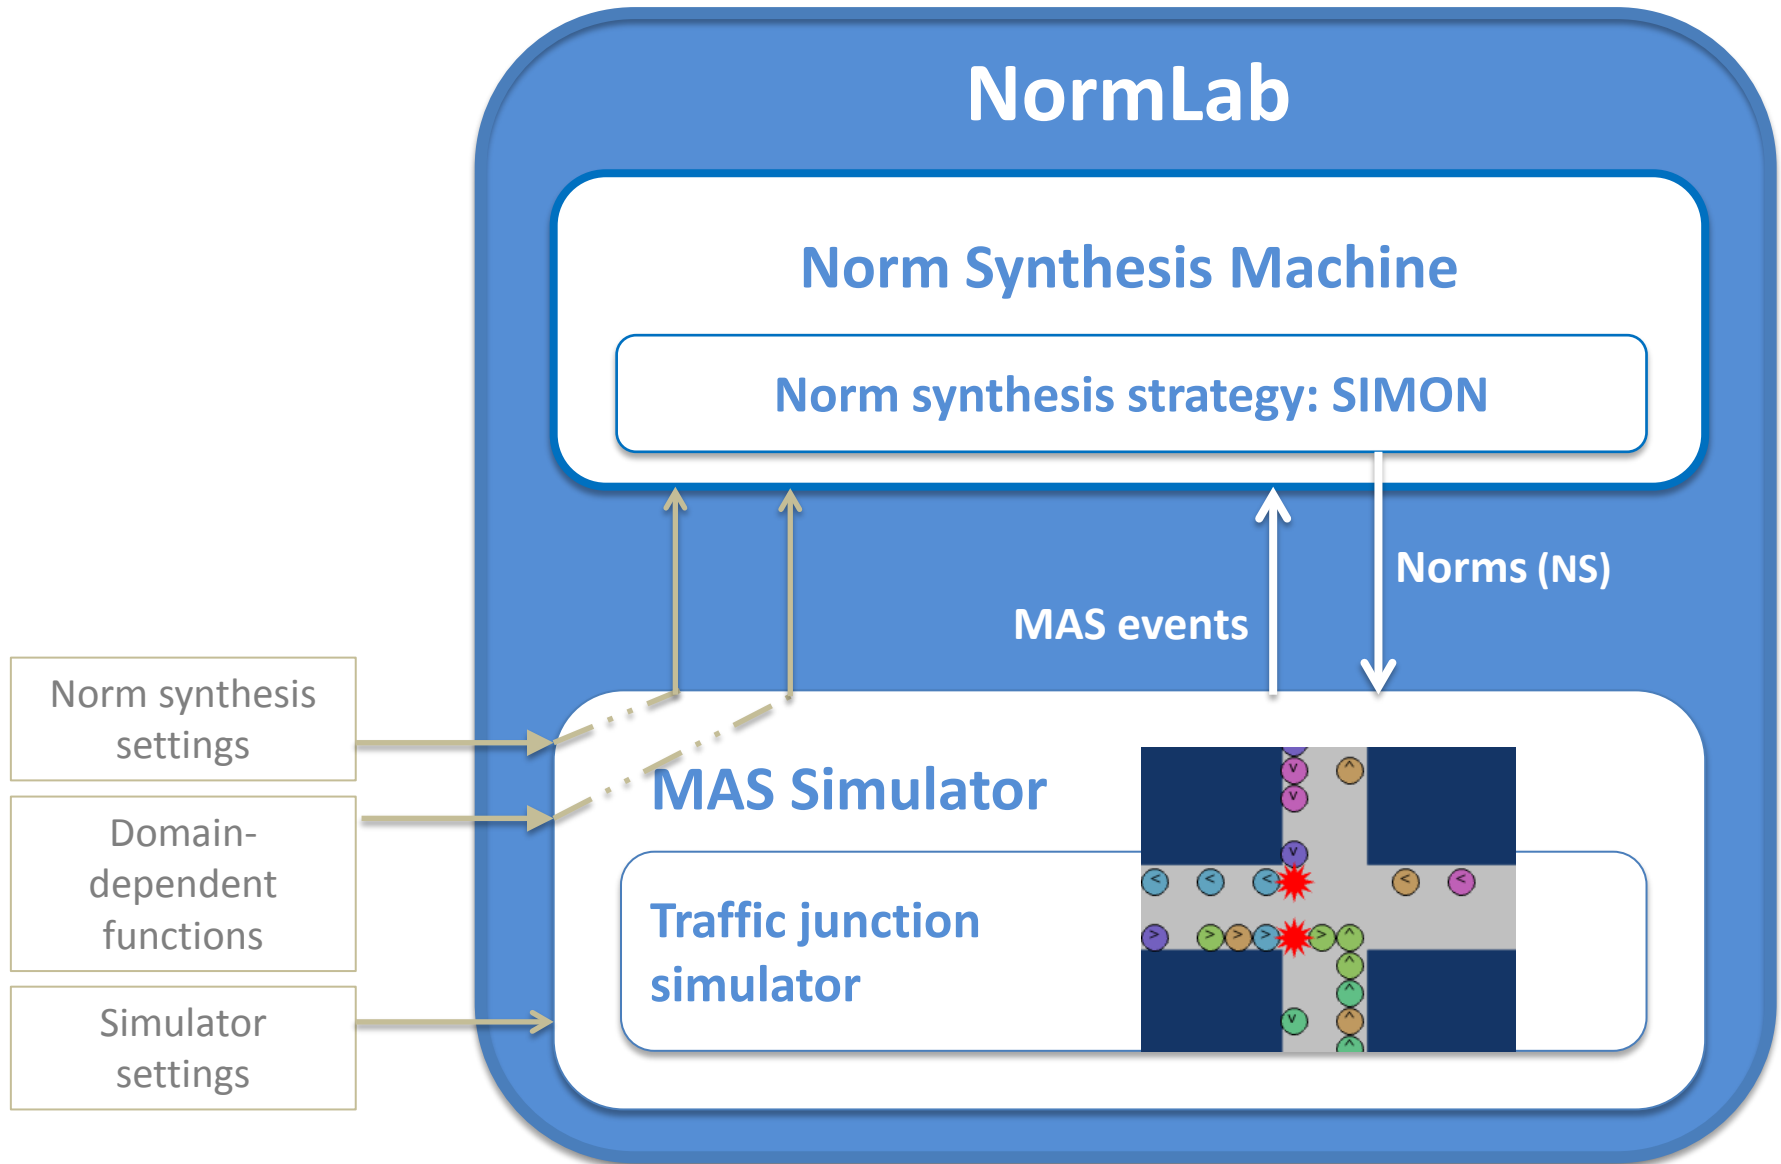 NormLab
Norm Synthesis Machine
Norm synthesis strategy: SIMON
Norms (NS)
MAS events
Norm synthesis
settings
Domain-
dependent
functions
Simulator
settings
MAS Simulator
Traffic junction
simulator